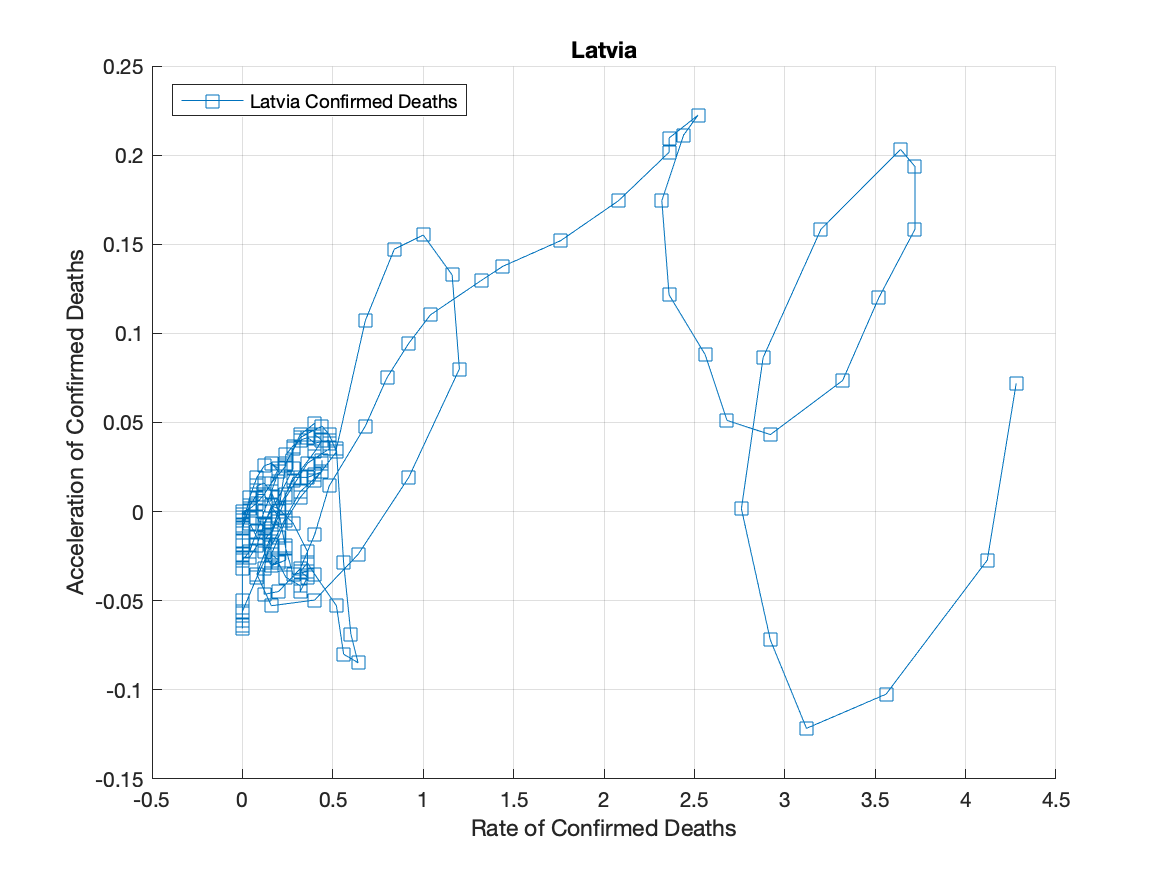 Latvia
0.25
Latvia Confirmed Deaths
0.2
0.15
0.1
0.05
0
-0.05
-0.1
-0.15
Acceleration of Confirmed Deaths
-0.5 0 0.5 1 1.5 2 2.5 3 3.5 4 4.5
Rate of Confirmed Deaths